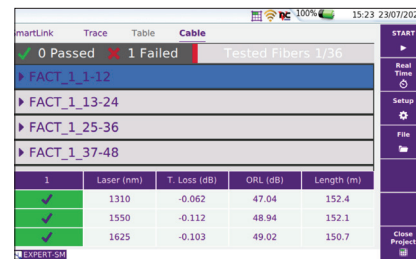 100% 15:23 23/07/202
martLink Trace Table Cable START
0 Passed 1 Failed Tested Fibers 1/36
FACT_1_1-12
Real Time
FACT_1_13-24
Setup
FACT_1_25-36
File
FACT_1_37-48
1 Laser (nm) T. Loss (dB) ORL (dB) Length (m)
1310 -0.062 47.04 152.4
1550 -0.112 48.94 152.1
1625 -0.103 49.02 150.7
Close Project
EXPERT-SM